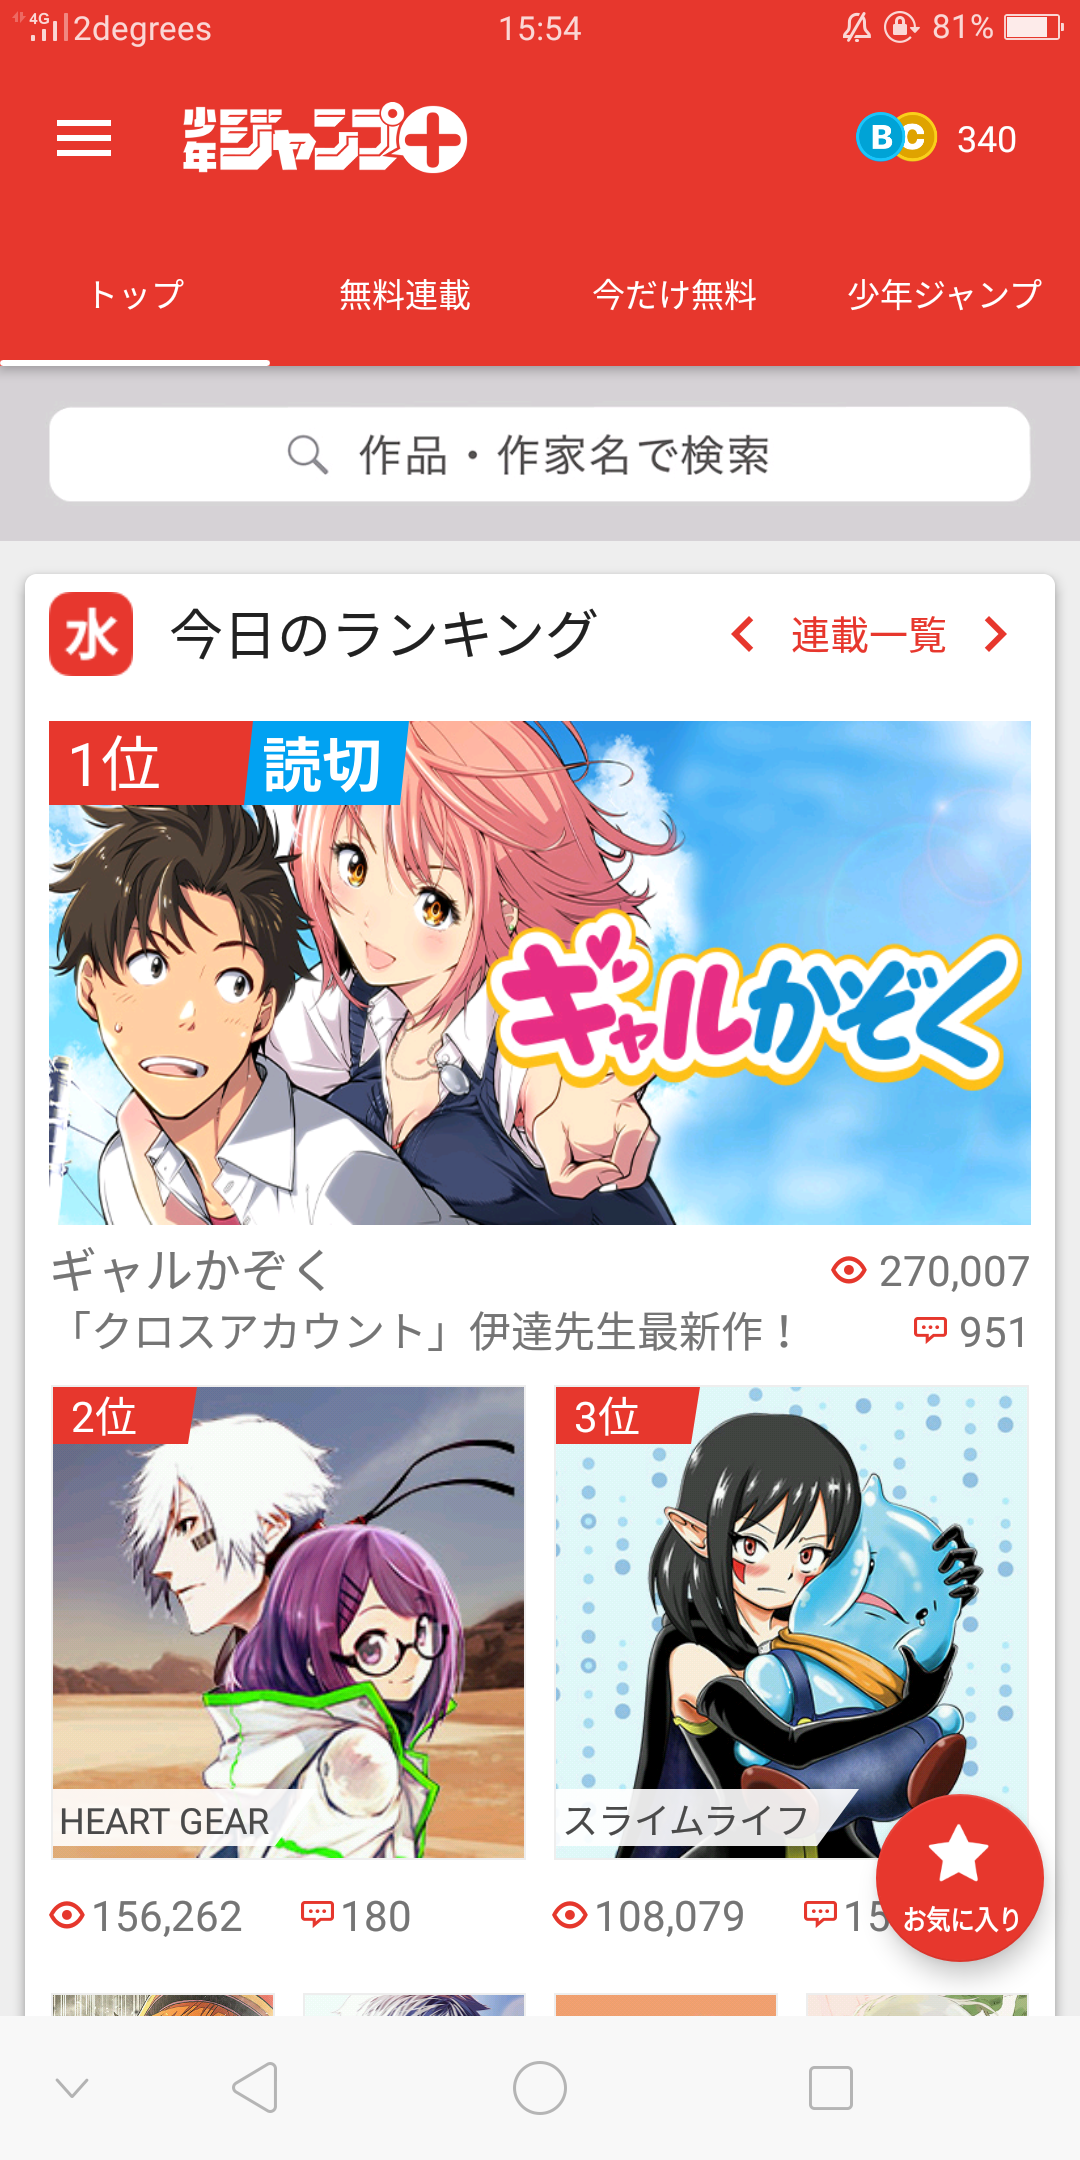 4G 2degrees 15:54 81%
少年ジャンプ+ B C 340
トップ 無料連載 今だけ無料 少年ジャンプ
作品・作家名で検索
水 今日のランキング 連載一覧
1位 読切
ギャルかぞく
ギャルかぞく 270,007
「クロスアカウント」伊達先生最新作！ 951
2位 3位
HEART GEAR スライムライフ
156,262 180 108,079 15
お気に入り